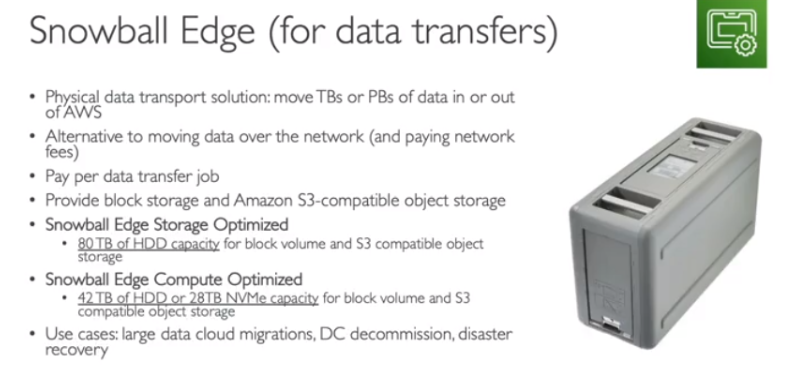 Snowball Edge (for data transfers)
• Physical data transport solution: move TBs or PBs of data in or out
of AWS
• Alternative to moving data over the network (and paying network
fees)
• Pay per data transfer job
• Provide block storage and Amazon S3-compatible object storage
• Snowball Edge Storage Optimized
• 80 TB of HDD capacity for block volume and S3 compatible object
storage
• Snowball Edge Compute Optimized
• 42 TB of HDD or 28TB NVMe capacity for block volume and S3
compatible object storage
• Use cases: large data cloud migrations, DC decommission, disaster
recovery